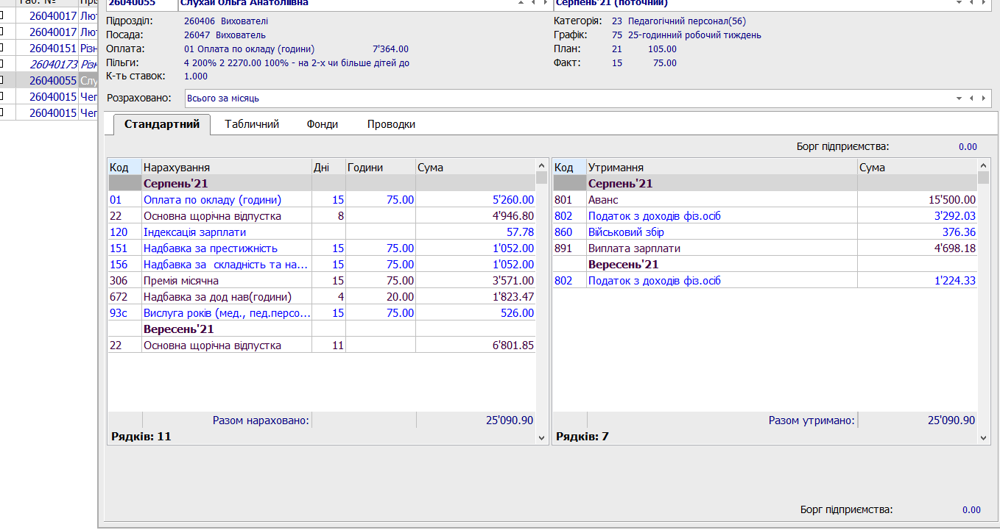 Таб. №
26040017 Лют
26040017 Лют
26040151 Різн
26040173 Різн
26040055 Слу
26040015 Чеп
26040015 Чеп
26040055 Слухай Ольга Анатоліївна Серпень'21 (поточний)
Підрозділ: 260406 Вихователі Категорія: 23 Педагогічний персонал(56)
Посада: 26047 Вихователь Графік: 75 25-годинний робочий тиждень
Оплата: 01 Оплата по окладу (години) 7'364.00 План: 21 105.00
Пільги: 4 200% 2 2270.00 100% - на 2-х чи більше дітей до Факт: 15 75.00
К-ть ставок: 1.000
Розраховано: Всього за місяць
Стандартний Табличний Фонди Проводки
Борг підприємства: 0.00
Код Нарахування Дні Години Сума
Серпень'21
01 Оплата по окладу (години) 15 75.00 5'260.00
22 Основна щорічна відпустка 8 4'946.80
120 Індексація зарплати 57.78
151 Надбавка за престижність 15 75.00 1'052.00
156 Надбавка за складність та на... 15 75.00 1'052.00
306 Премія місячна 15 75.00 3'571.00
672 Надбавка за дод нав(години) 4 20.00 1'823.47
93с Вислуга років (мед., пед.персо... 15 75.00 526.00
Вересень'21
22 Основна щорічна відпустка 11 6'801.85
Разом нараховано: 25'090.90
Рядків: 11
Код Утримання Сума
Серпень'21
801 Аванс 15'500.00
802 Податок з доходів фіз.осіб 3'292.03
860 Військовий збір 376.36
891 Виплата зарплати 4'698.18
Вересень'21
802 Податок з доходів фіз.осіб 1'224.33
Разом утримано: 25'090.90
Рядків: 7
Борг підприємства: 0.00